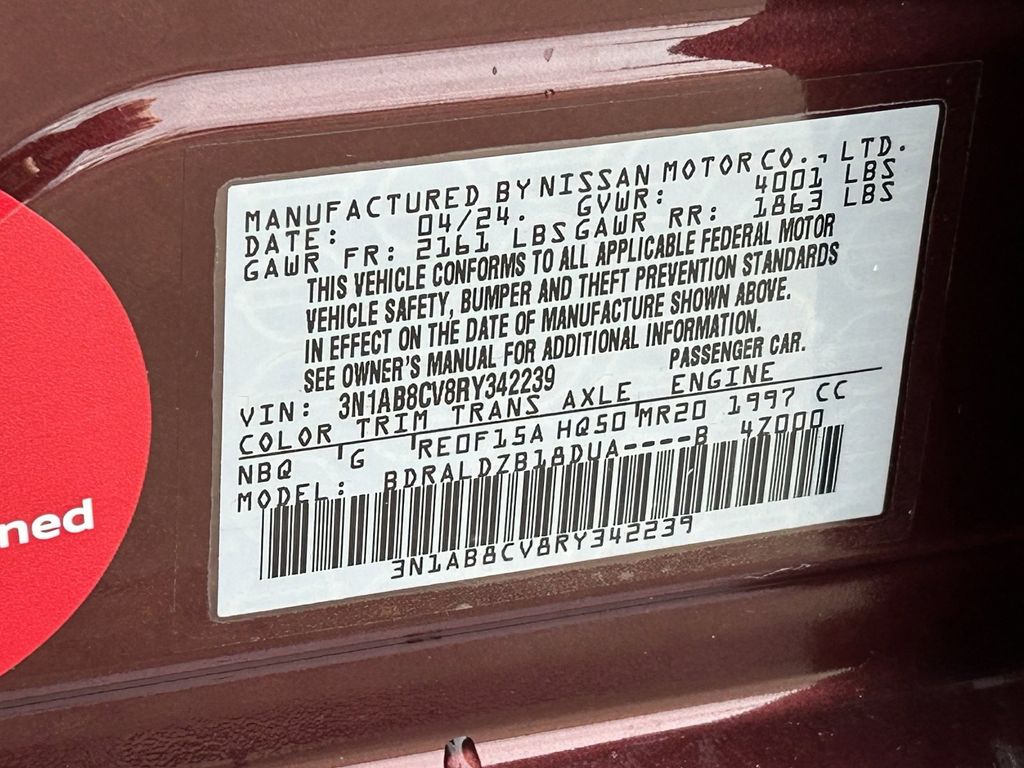 MANUFACTURED BY NISSAN MOTOR CO., LTD.
DATE: 04/24. GVWR: 4001 LBS
GAWR FR: 2161 LBS GAWR RR: 1863 LBS
THIS VEHICLE CONFORMS TO ALL APPLICABLE FEDERAL MOTOR
VEHICLE SAFETY, BUMPER AND THEFT PREVENTION STANDARDS
IN EFFECT ON THE DATE OF MANUFACTURE SHOWN ABOVE.
SEE OWNER'S MANUAL FOR ADDITIONAL INFORMATION.
VIN: 3N1AB8CV8RY342239 PASSENGER CAR.
COLOR TRIM TRANS AXLE ENGINE
NBQ G RE0F15A HQ50 MR20 1997 CC
MODEL: BDRALDZB18DUA----B 4Z000
3N1AB8CV8RY342239
ned